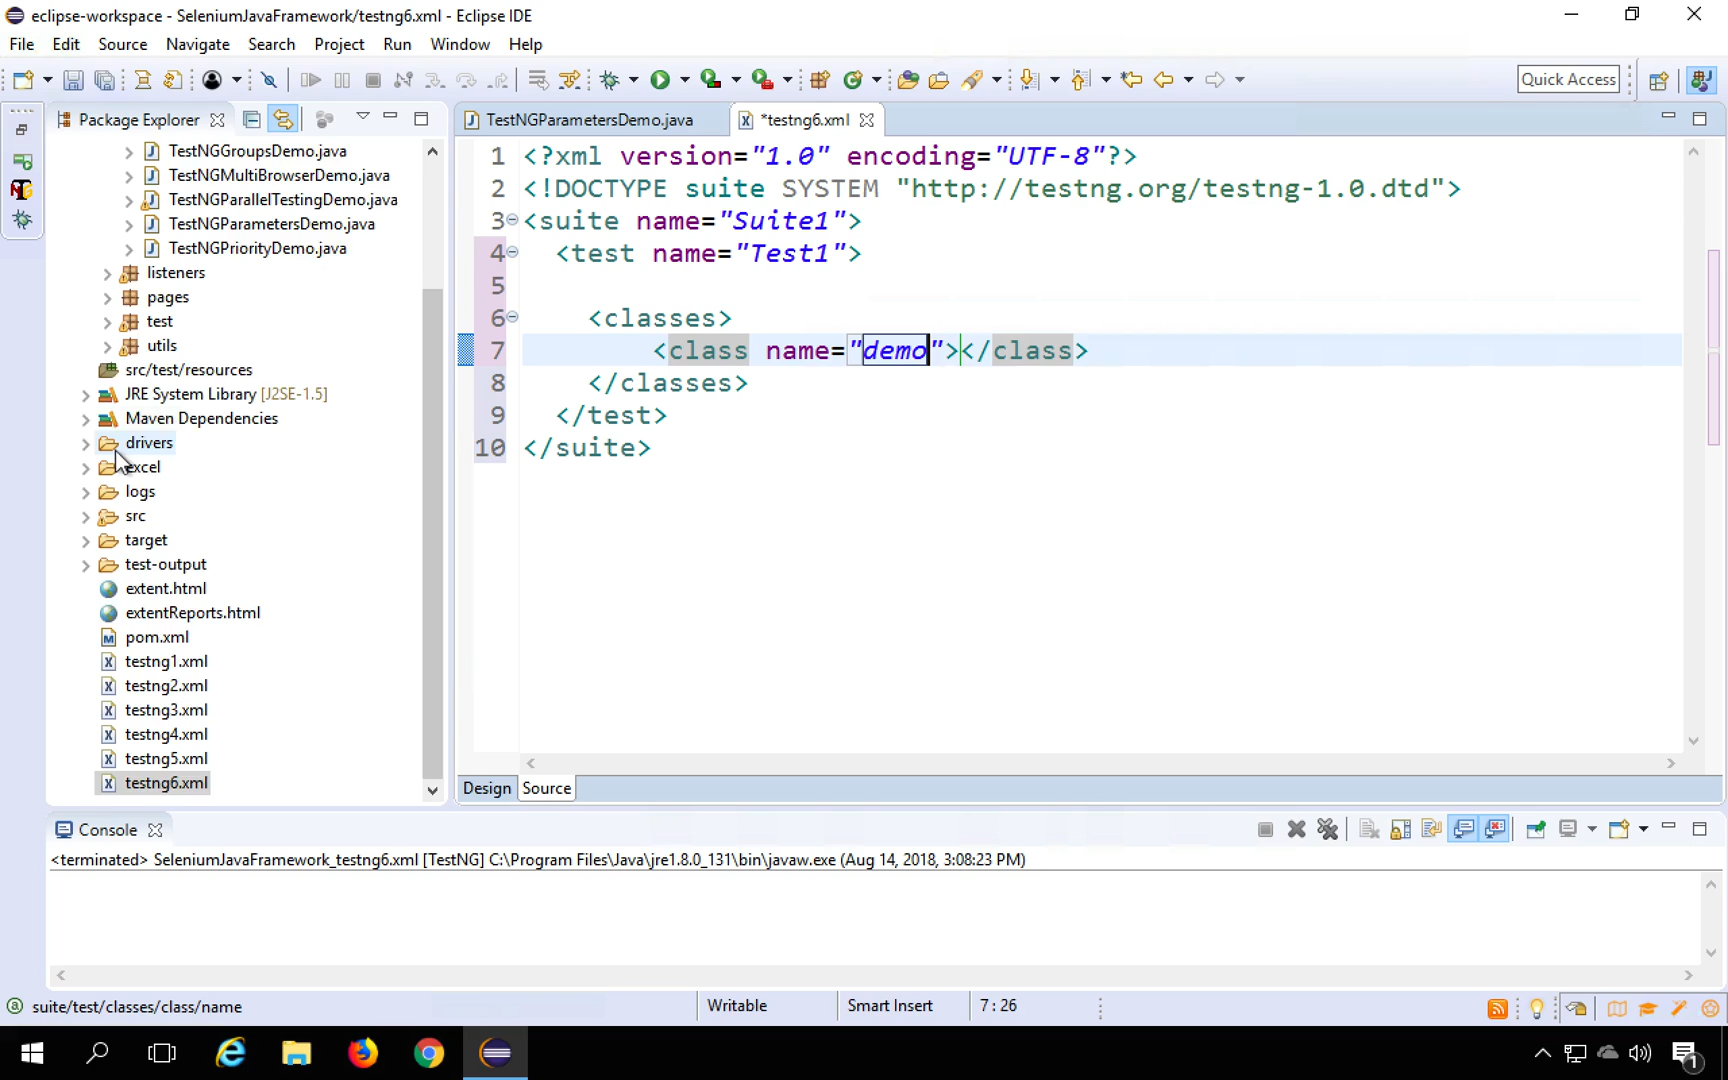 eclipse-workspace - SeleniumJavaFramework/testng6.xml - Eclipse IDE
File Edit Source Navigate Search Project Run Window Help
Quick Access
Package Explorer
TestNGParametersDemo.java
*testng6.xml
TestNGGroupsDemo.java
TestNGMultiBrowserDemo.java
TestNGParallelTestingDemo.java
TestNGParametersDemo.java
TestNGPriorityDemo.java
listeners
pages
test
utils
src/test/resources
JRE System Library [J2SE-1.5]
Maven Dependencies
drivers
excel
logs
src
target
test-output
extent.html
extentReports.html
pom.xml
testng1.xml
testng2.xml
testng3.xml
testng4.xml
testng5.xml
testng6.xml
1 <?xml version="1.0" encoding="UTF-8"?>
2 <!DOCTYPE suite SYSTEM "http://testng.org/testng-1.0.dtd">
3 <suite name="Suite1">
4 <test name="Test1">
5
6 <classes>
7 <class name="demo"></class>
8 </classes>
9 </test>
10 </suite>
Design Source
Console
<terminated> SeleniumJavaFramework_testng6.xml [TestNG] C:\Program Files\Java\jre1.8.0_131\bin\javaw.exe (Aug 14, 2018, 3:08:23 PM)
suite/test/classes/class/name
Writable
Smart Insert
7 : 26
1